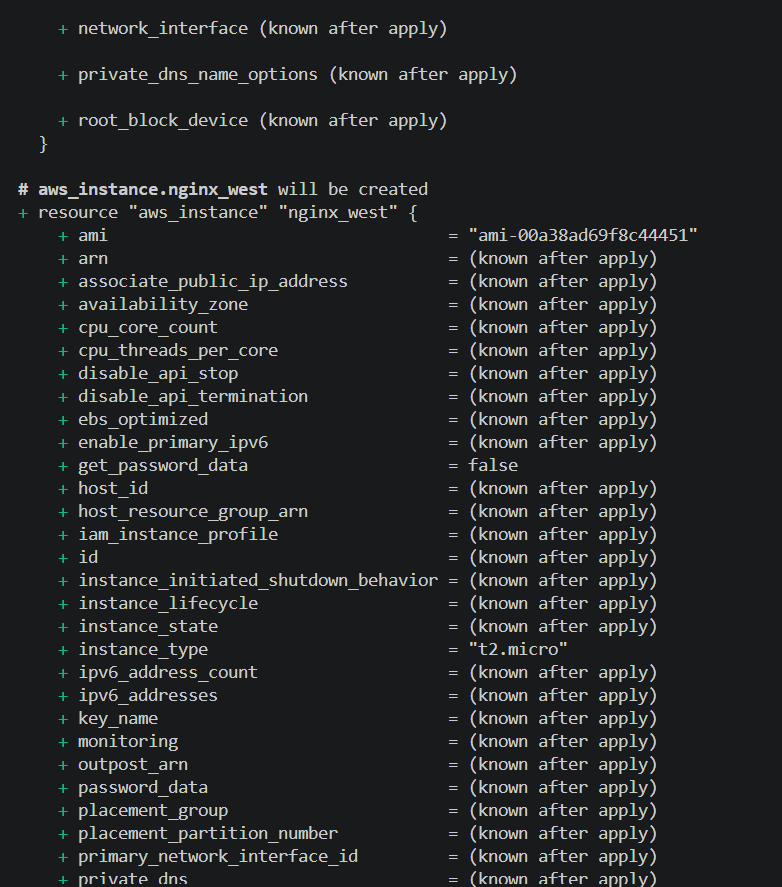 + network_interface (known after apply)
+ private_dns_name_options (known after apply)
+ root_block_device (known after apply)
}
# aws_instance.nginx_west will be created
+ resource "aws_instance" "nginx_west" {
+ ami = "ami-00a38ad69f8c44451"
+ arn = (known after apply)
+ associate_public_ip_address = (known after apply)
+ availability_zone = (known after apply)
+ cpu_core_count = (known after apply)
+ cpu_threads_per_core = (known after apply)
+ disable_api_stop = (known after apply)
+ disable_api_termination = (known after apply)
+ ebs_optimized = (known after apply)
+ enable_primary_ipv6 = (known after apply)
+ get_password_data = false
+ host_id = (known after apply)
+ host_resource_group_arn = (known after apply)
+ iam_instance_profile = (known after apply)
+ id = (known after apply)
+ instance_initiated_shutdown_behavior = (known after apply)
+ instance_lifecycle = (known after apply)
+ instance_state = (known after apply)
+ instance_type = "t2.micro"
+ ipv6_address_count = (known after apply)
+ ipv6_addresses = (known after apply)
+ key_name = (known after apply)
+ monitoring = (known after apply)
+ outpost_arn = (known after apply)
+ password_data = (known after apply)
+ placement_group = (known after apply)
+ placement_partition_number = (known after apply)
+ primary_network_interface_id = (known after apply)
+ private_dns = (known after apply)